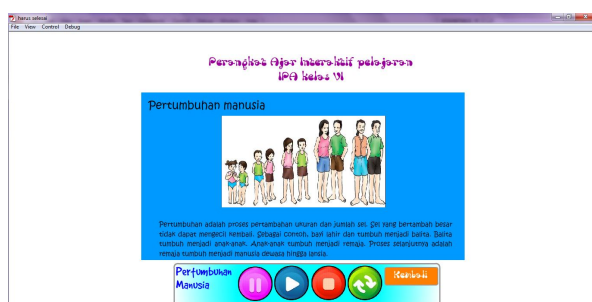 harus selesai
File View Control Debug
Perangkat Ajar Interaktif pelajaran
IPA kelas VI
Pertumbuhan manusia
Pertumbuhan adalah proses pertambahan ukuran dan jumlah sel. Sel yang bertambah besar
tidak dapat mengecil kembali. Sebagai contoh, bayi lahir dan tumbuh menjadi balita. Balita
tumbuh menjadi anak-anak. Anak-anak tumbuh menjadi remaja. Proses selanjutnya adalah
remaja tumbuh menjadi manusia dewasa hingga lansia.
Pertumbuhan
Manusia
Kembali